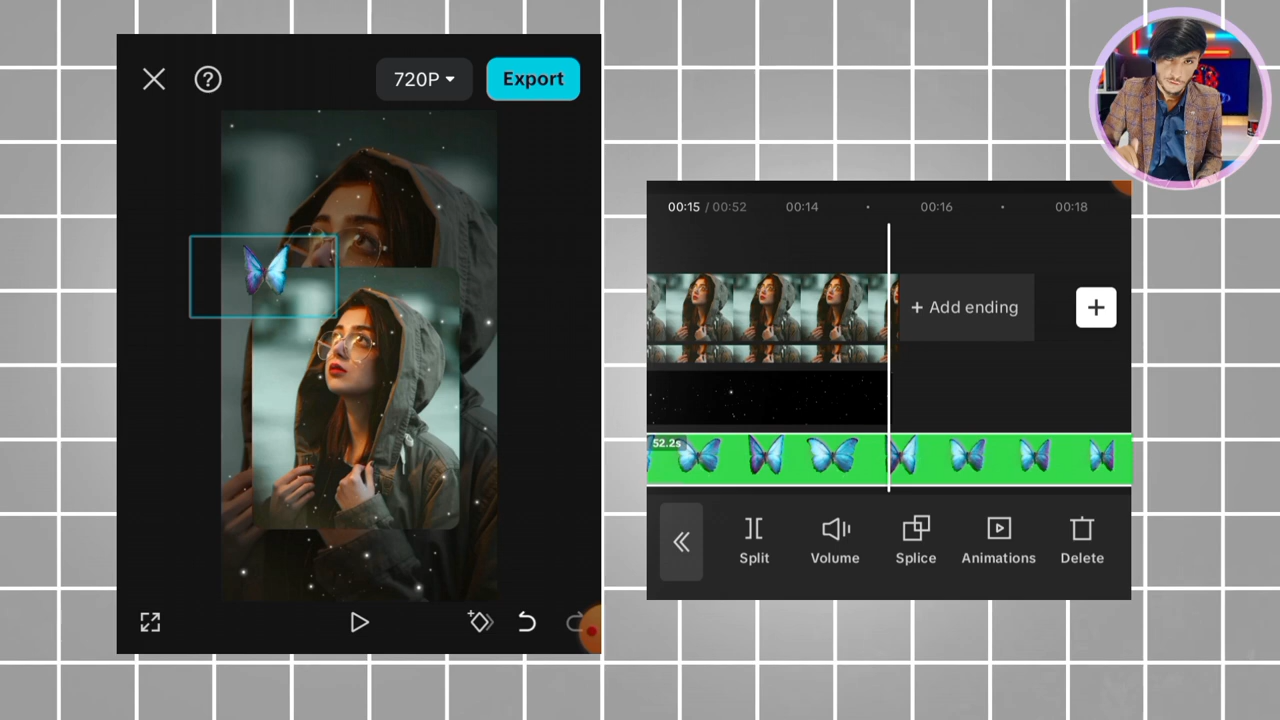 720P
Export
00:15 / 00:52
00:14
00:16
00:18
+ Add ending
52.2s
Split
Volume
Splice
Animations
Delete